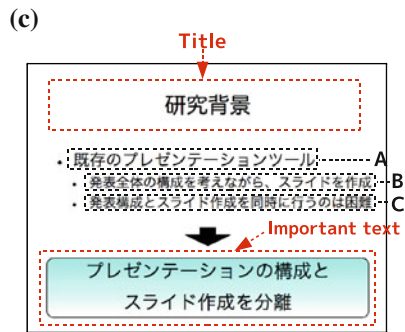 (c)
Title
研究背景
・既存のプレゼンテーションツール A
・発表全体の構成を考えながら、スライドを作成 B
・発表構成とスライド作成を同時に行うのは困難 C
Important text
プレゼンテーションの構成と
スライド作成を分離